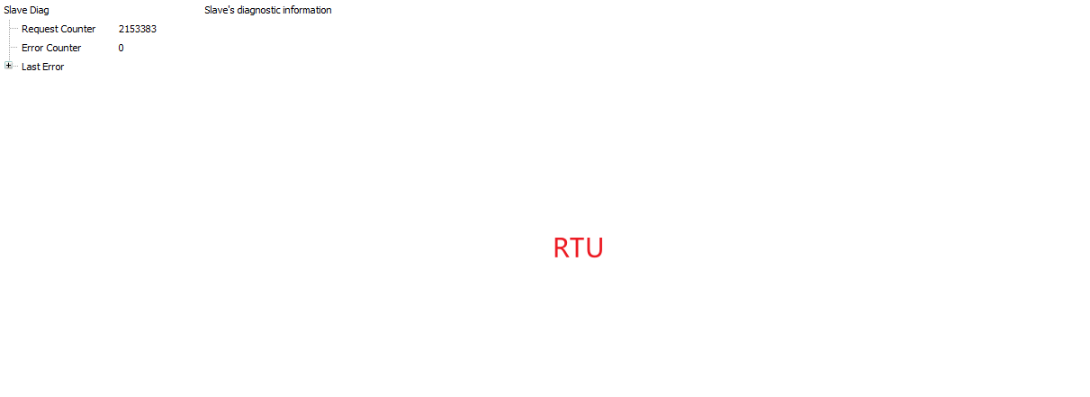 Slave Diag Slave's diagnostic information
Request Counter 2153383
Error Counter 0
Last Error
RTU